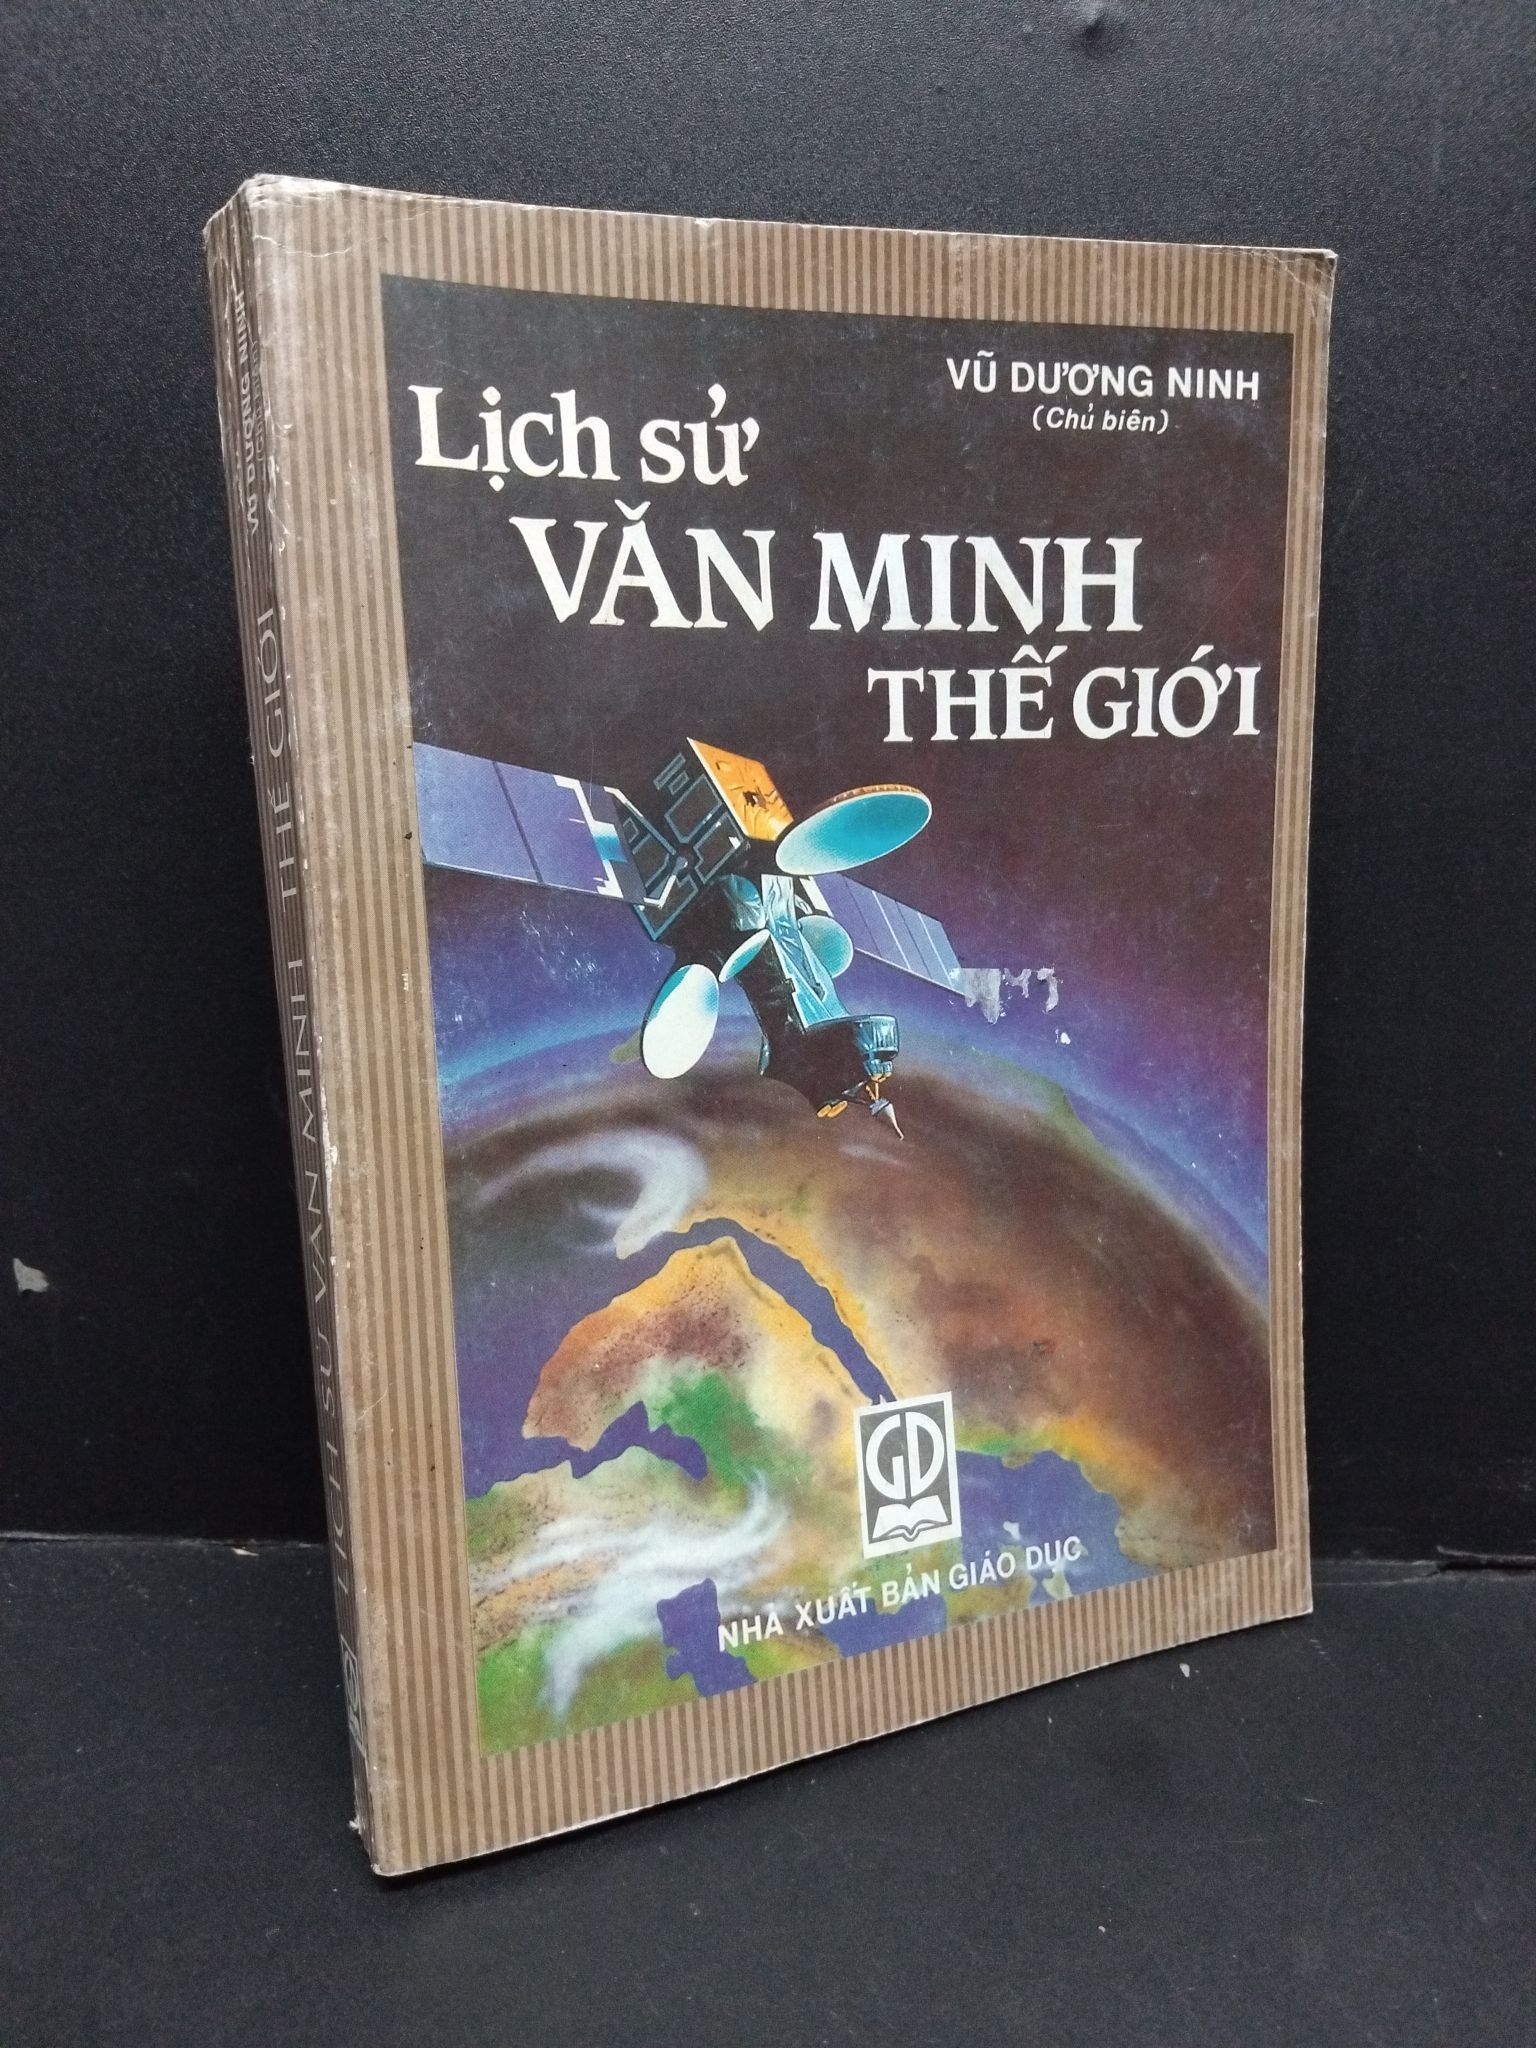 VŨ DƯƠNG NINH
(Chủ biên)
Lịch sử
VĂN MINH
THẾ GIỚI
GD
NHÀ XUẤT BẢN GIÁO DỤC
VŨ DƯƠNG NINH
LỊCH SỬ VĂN MINH THẾ GIỚI